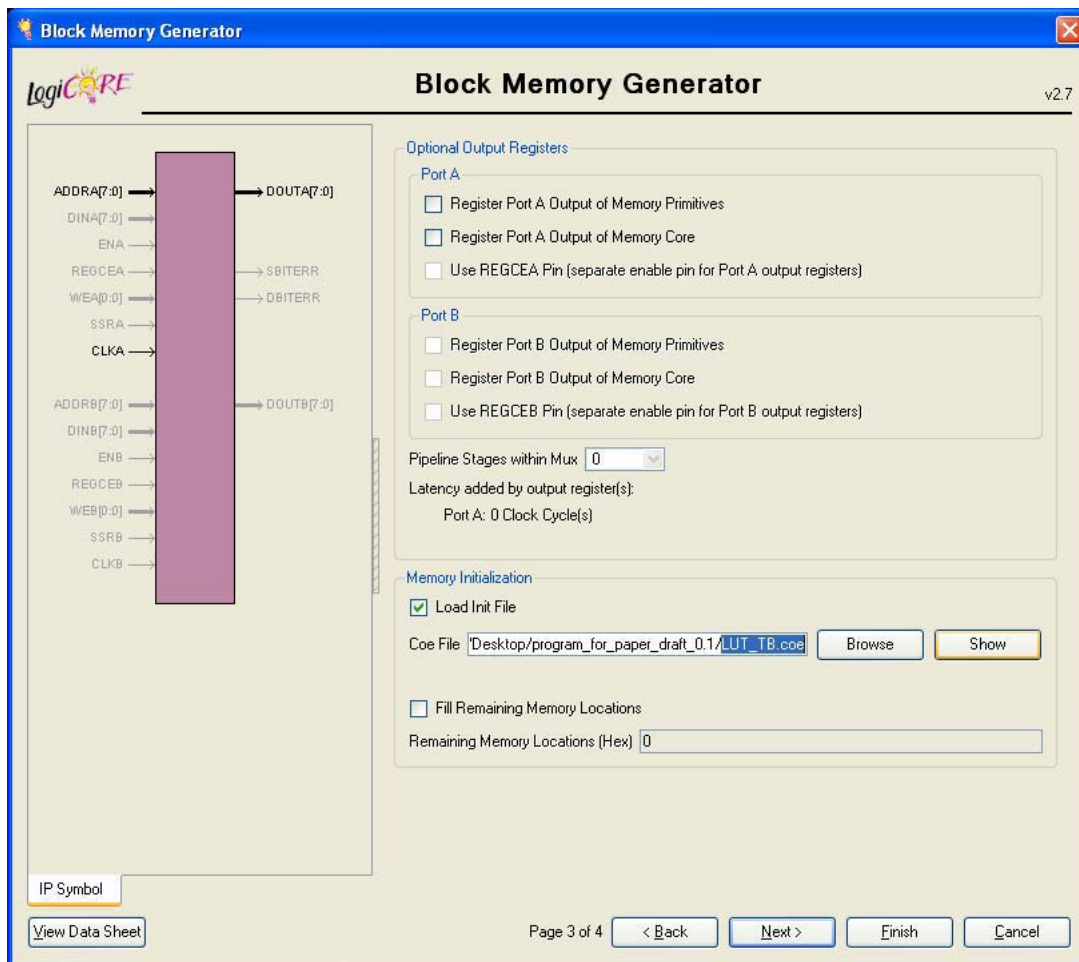 Block Memory Generator
LogiCORE
Block Memory Generator
v2.7
ADDRA[7:0]
DOUTA[7:0]
DINA[7:0]
ENA
REGCEA
SBITERR
WEA[0:0]
DBITERR
SSRA
CLKA
ADDRB[7:0]
DOUTB[7:0]
DINB[7:0]
ENB
REGCEB
WEB[0:0]
SSRB
CLKB
IP Symbol
Optional Output Registers
Port A
Register Port A Output of Memory Primitives
Register Port A Output of Memory Core
Use REGCEA Pin (separate enable pin for Port A output registers)
Port B
Register Port B Output of Memory Primitives
Register Port B Output of Memory Core
Use REGCEB Pin (separate enable pin for Port B output registers)
Pipeline Stages within Mux 0
Latency added by output register(s):
Port A: 0 Clock Cycle(s)
Memory Initialization
Load Init File
Coe File 'Desktop/program_for_paper_draft_0.1/LUT_TB.coe Browse Show
Fill Remaining Memory Locations
Remaining Memory Locations (Hex) 0
View Data Sheet Page 3 of 4 < Back Next > Finish Cancel